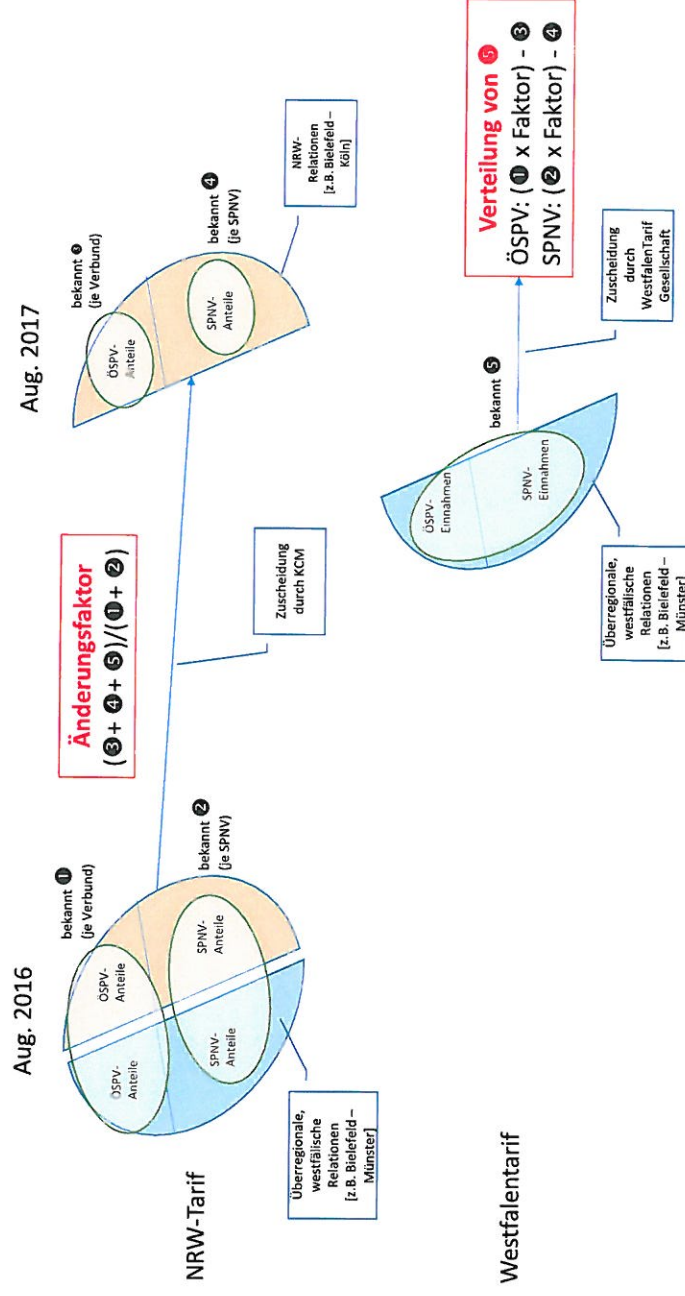 Aug. 2016
Aug. 2017
NRW-Tarif
Änderungsfaktor
(❸+ ❹+ ❺)/(❶+ ❷)
bekannt ❶
(je Verbund)
ÖSPV-
Anteile
ÖSPV-
Anteile
SPNV-
Anteile
SPNV-
Anteile
bekannt ❷
(je SPNV)
Überregionale,
westfälische
Relationen
[z.B. Bielefeld –
Münster]
Zuscheidung
durch KCM
bekannt ❸
(je Verbund)
ÖSPV-
Anteile
SPNV-
Anteile
bekannt ❹
(je SPNV)
NRW-
Relationen
[z.B. Bielefeld –
Köln]
Westfalentarif
ÖSPV-
Einnahmen
SPNV-
Einnahmen
bekannt ❺
Überregionale,
westfälische
Relationen
[z.B. Bielefeld –
Münster]
Zuscheidung
durch
WestfalenTarif
Gesellschaft
Verteilung von ❺
ÖSPV: (❶ x Faktor) - ❸
SPNV: (❷ x Faktor) - ❹